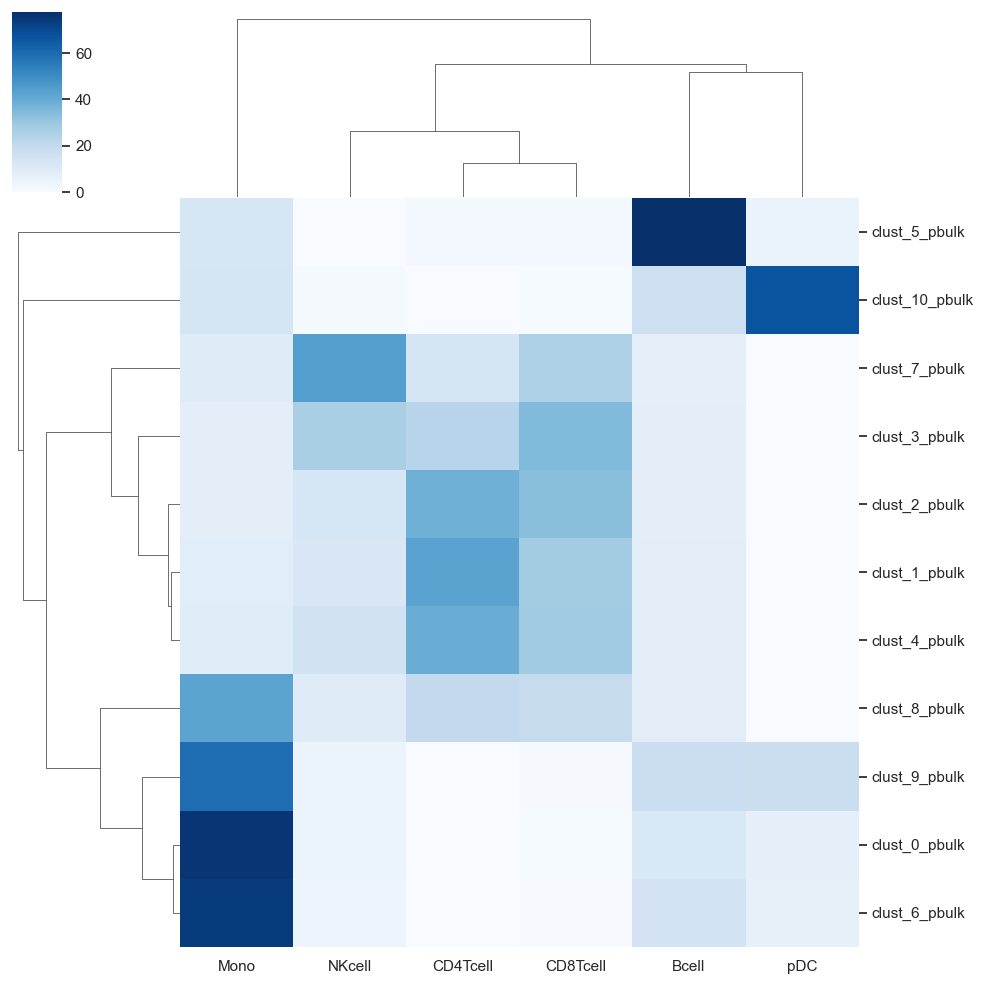 60
40
20
0
clust_5_pbulk
clust_10_pbulk
clust_7_pbulk
clust_3_pbulk
clust_2_pbulk
clust_1_pbulk
clust_4_pbulk
clust_8_pbulk
clust_9_pbulk
clust_0_pbulk
clust_6_pbulk
Mono NKcell CD4Tcell CD8Tcell Bcell pDC